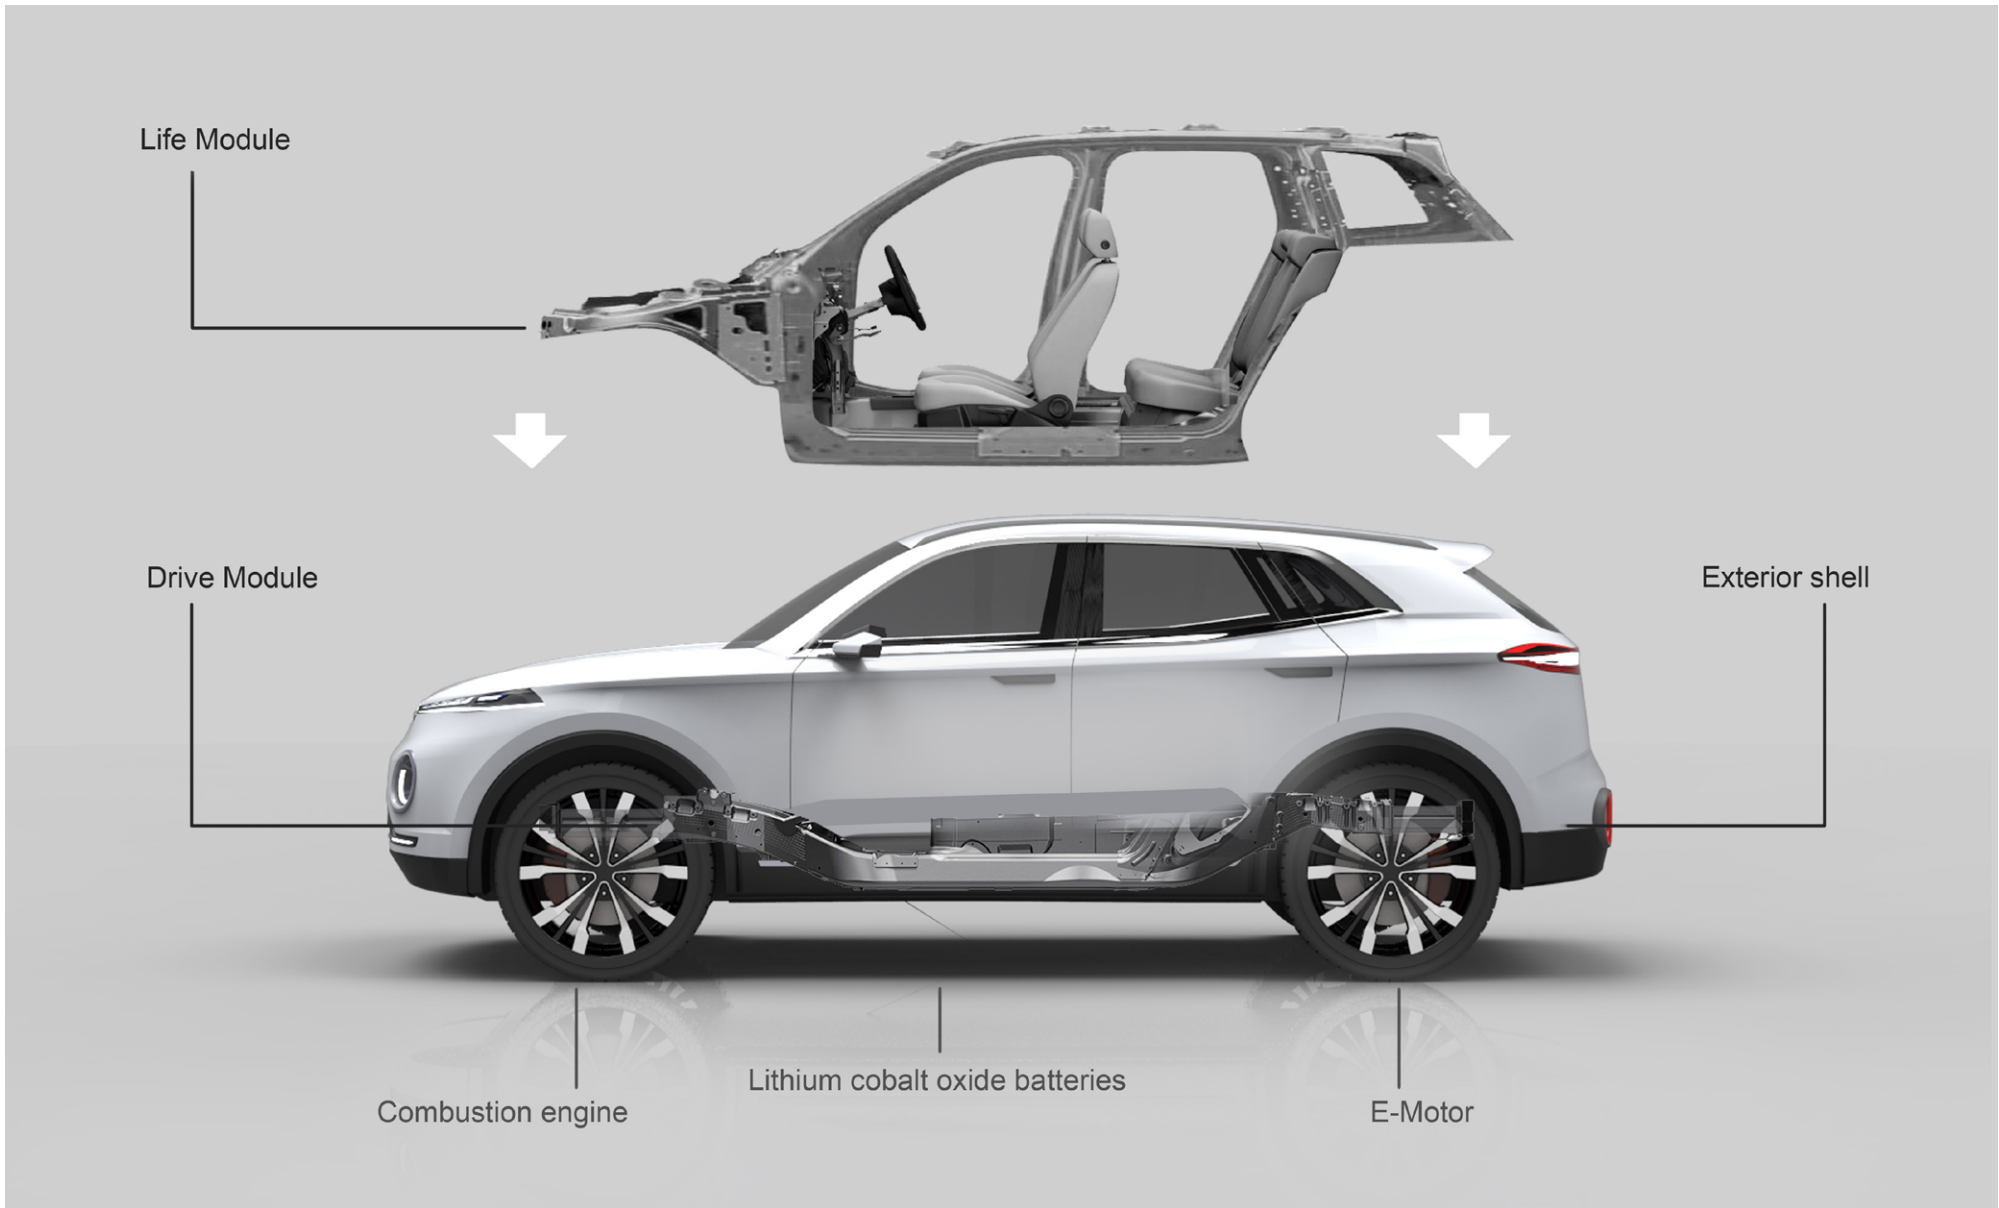 Life Module
Drive Module
Exterior shell
Lithium cobalt oxide batteries
Combustion engine
E-Motor